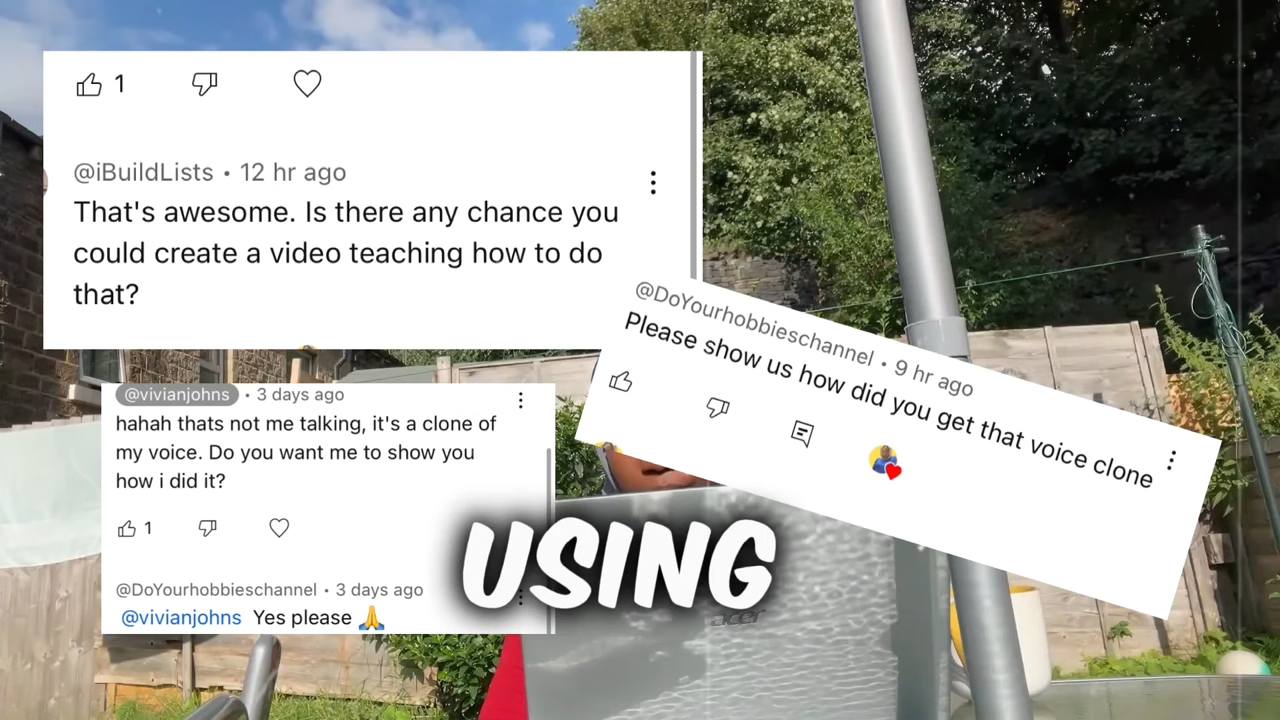 1
@iBuildLists • 12 hr ago
That's awesome. Is there any chance you
could create a video teaching how to do
that?
@DoYourhobbieschannel • 9 hr ago
Please show us how did you get that voice clone
@vivianjohns • 3 days ago
hahah thats not me talking, it's a clone of
my voice. Do you want me to show you
how i did it?
1
@DoYourhobbieschannel • 3 days ago
@vivianjohns Yes please 🙏
USING
acer